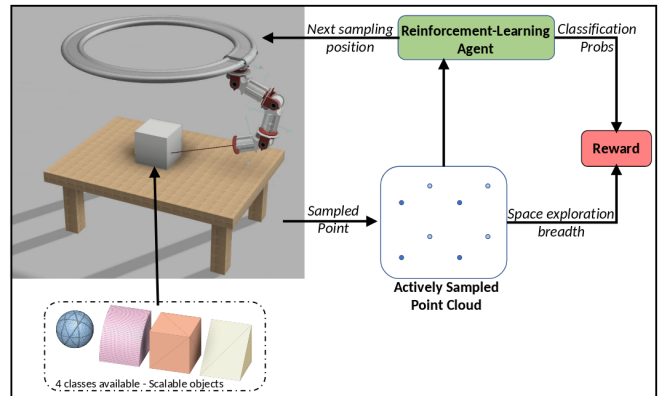 Next sampling
position
Reinforcement-Learning
Agent
Classification
Probs
Reward
Sampled
Point
Space exploration
breadth
Actively Sampled
Point Cloud
4 classes available - Scalable objects